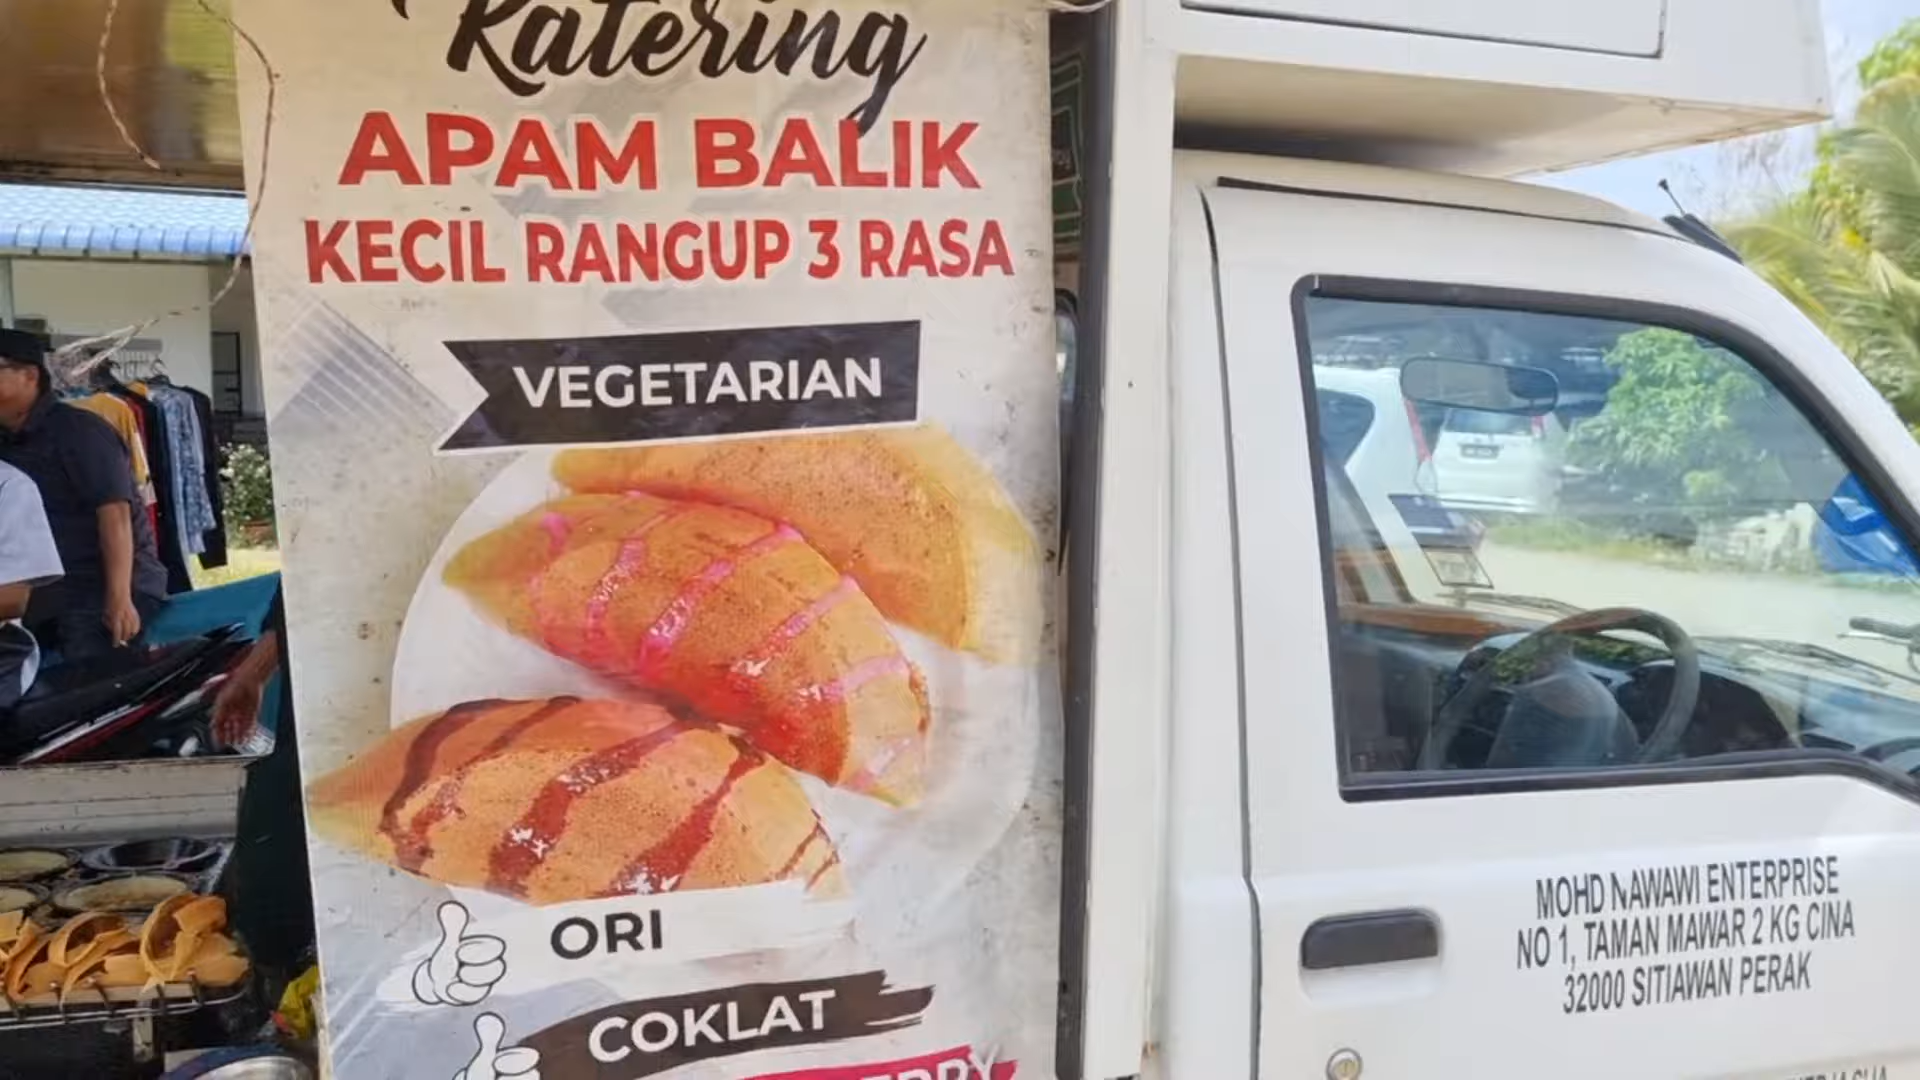 Katering
APAM BALIK
KECIL RANGUP 3 RASA
VEGETARIAN
ORI
COKLAT
MOHD NAWAWI ENTERPRISE
NO 1, TAMAN MAWAR 2 KG CINA
32000 SITIAWAN PERAK